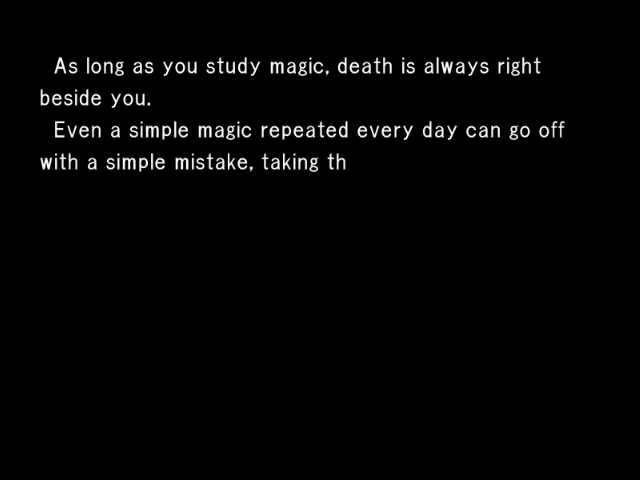 As long as you study magic, death is always right
beside you.
Even a simple magic repeated every day can go off
with a simple mistake, taking th